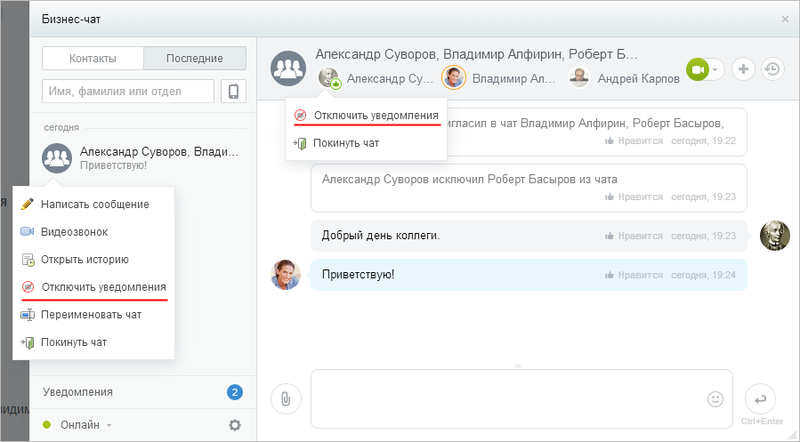 Бизнес-чат
Контакты
Последние
Имя, фамилия или отдел
сегодня
Александр Суворов, Влади...
Приветствую!
Написать сообщение
Видеозвонок
Открыть историю
Отключить уведомления
Переименовать чат
Покинуть чат
Уведомления 2
Онлайн
Александр Суворов, Владимир Алфирин, Роберт Б...
Александр Су...
Владимир Ал...
Андрей Карпов
Отключить уведомления
Покинуть чат
в чат Владимир Алфирин, Роберт Басыров,
Нравится сегодня, 19:22
Александр Суворов исключил Роберт Басыров из чата
Нравится сегодня, 19:23
Добрый день коллеги.
Нравится сегодня, 19:23
Приветствую!
Нравится сегодня, 19:24
Ctrl+Enter